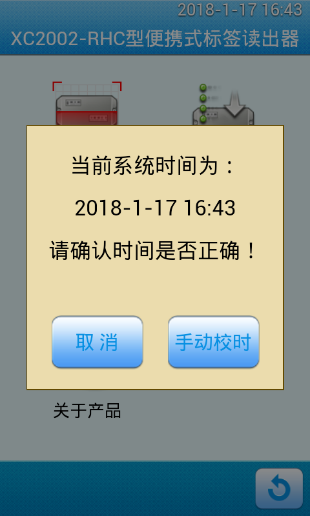 2018-1-17 16:43
XC2002-RHC型便携式标签读出器
当前系统时间为：
2018-1-17 16:43
请确认时间是否正确！
取 消
手动校时
关于产品